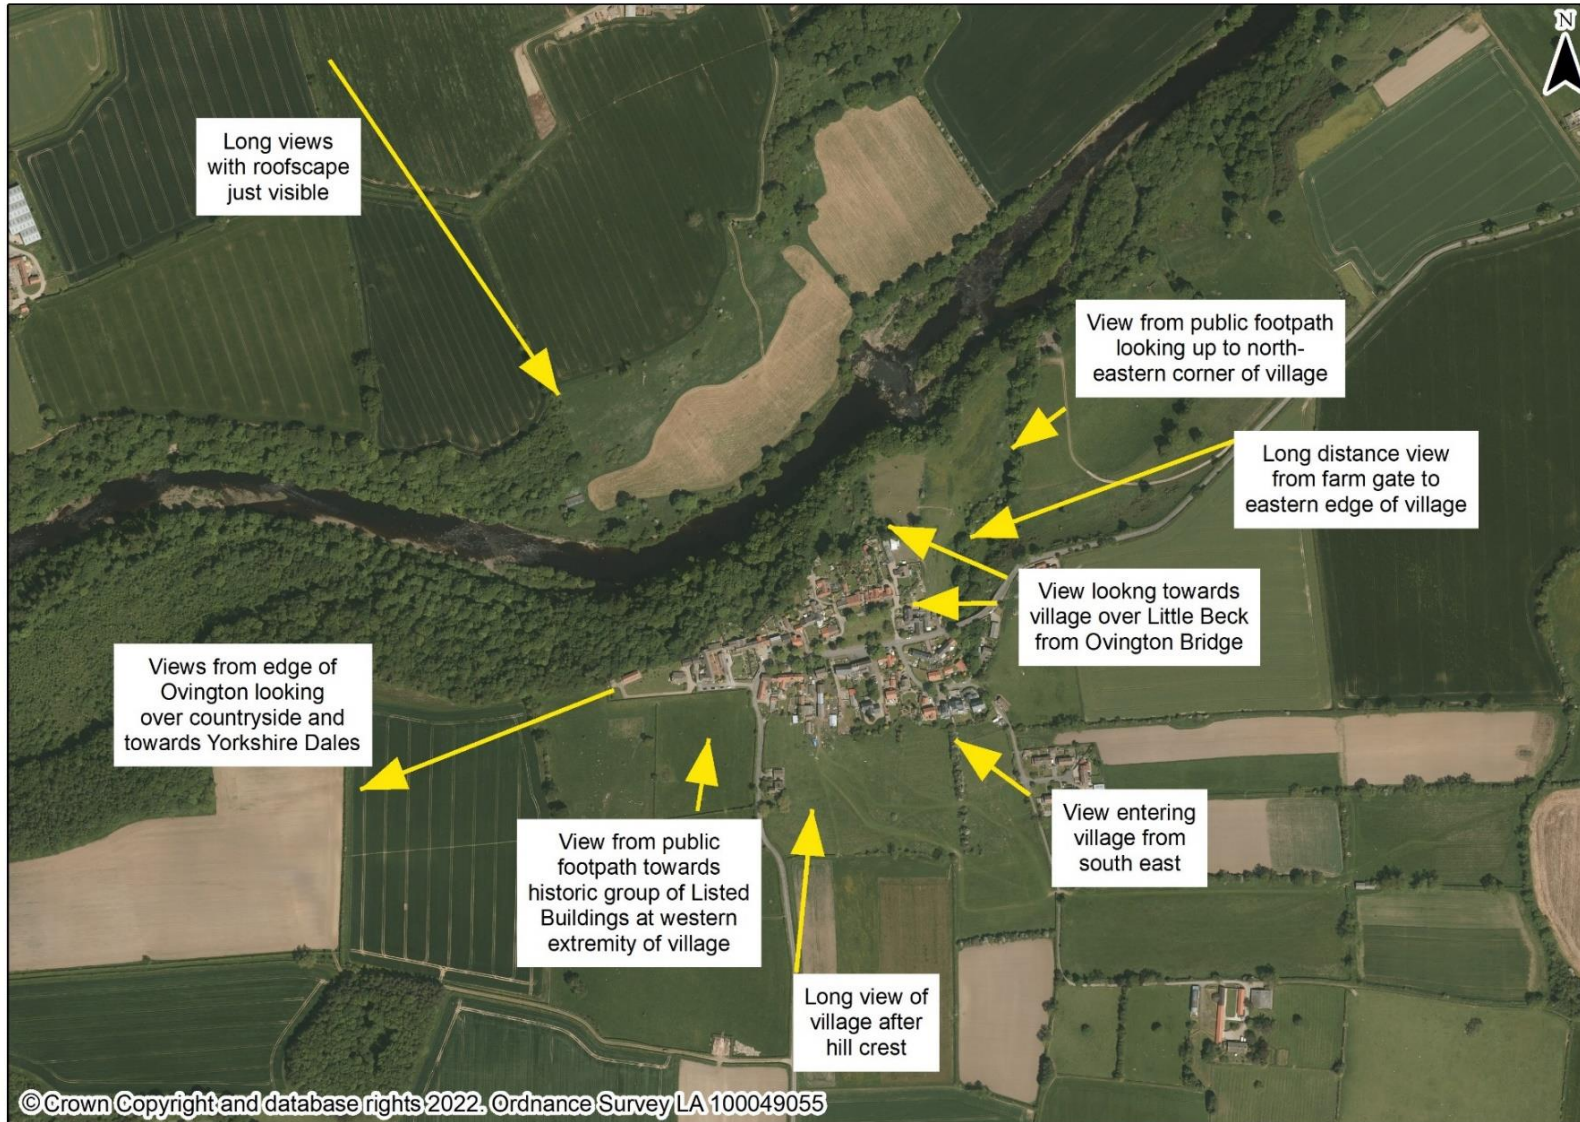 N
Long views
with roofscape
just visible
View from public footpath
looking up to north-
eastern corner of village
Long distance view
from farm gate to
eastern edge of village
View lookng towards
village over Little Beck
from Ovington Bridge
Views from edge of
Ovington looking
over countryside and
towards Yorkshire Dales
View entering
village from
south east
View from public
footpath towards
historic group of Listed
Buildings at western
extremity of village
Long view of
village after
hill crest
© Crown Copyright and database rights 2022. Ordnance Survey LA 100049055